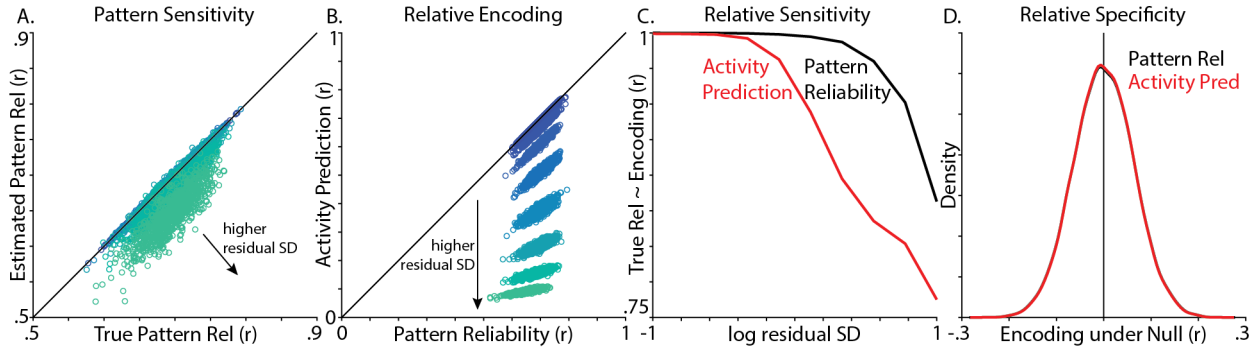 A. Pattern Sensitivity
.9
Estimated Pattern Rel (r)
higher
residual SD
.5
.5
True Pattern Rel (r)
.9
B. Relative Encoding
1
Activity Prediction (r)
higher
residual SD
0
0
Pattern Reliability (r)
1
C. Relative Sensitivity
1
True Rel ~ Encoding (r)
Activity
Prediction
Pattern
Reliability
.75
-1
log residual SD
1
D. Relative Specificity
Density
Pattern Rel
Activity Pred
-.3
Encoding under Null (r)
.3